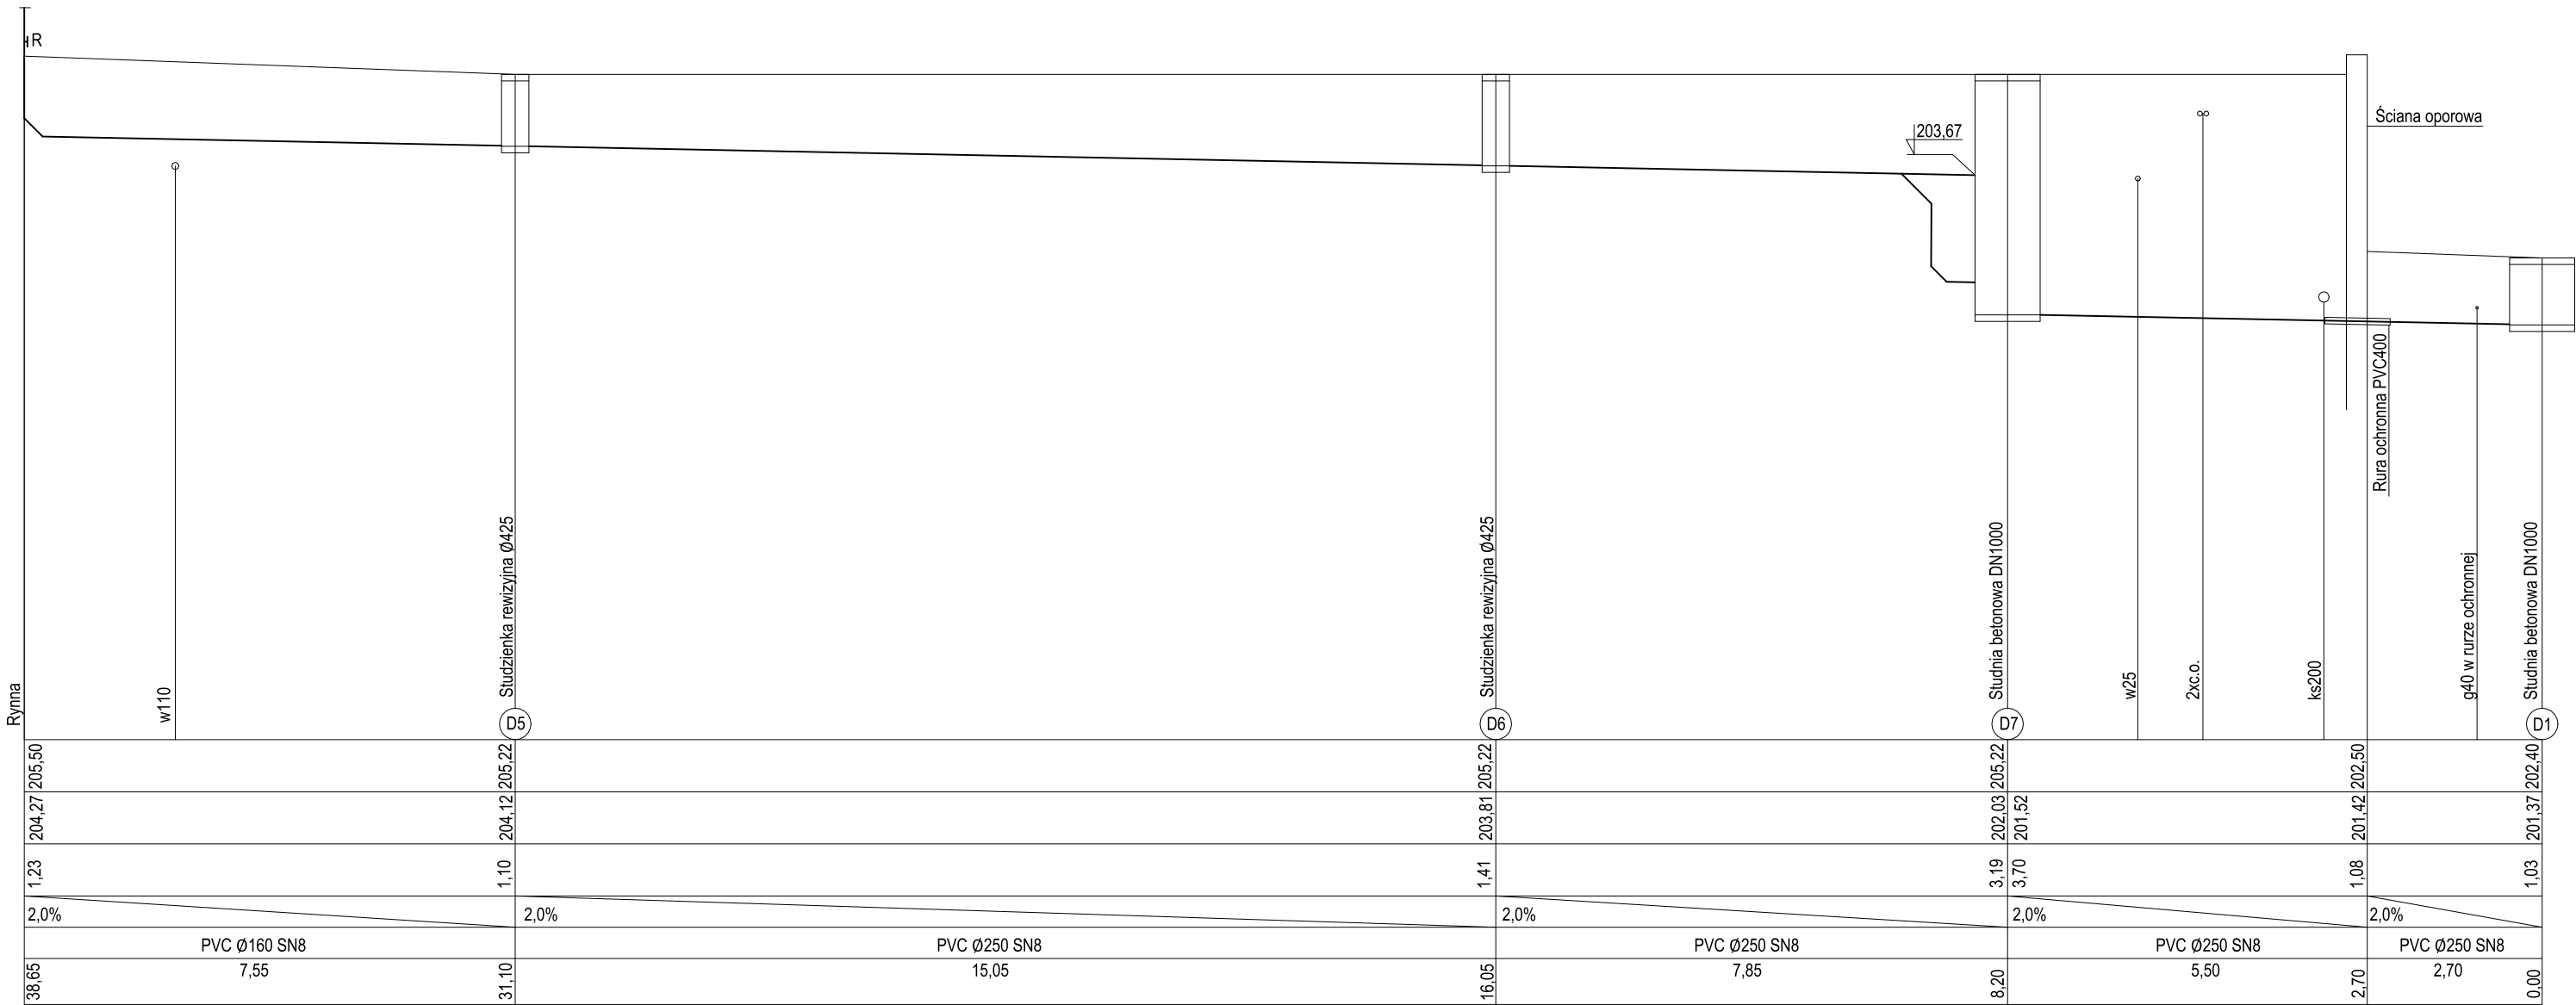 R
203,67
Ściana oporowa
Rura ochronna PVC400
Rynna
w110
Studzienka rewizyjna Ø425
Studzienka rewizyjna Ø425
Studnia betonowa DN1000
w25
2xc.o.
ks200
g40 w rurze ochronnej
Studnia betonowa DN1000
D5
D6
D7
D1
205,50
205,22
205,22
205,22
202,50
202,40
204,27
204,12
203,81
202,03
201,52
201,42
201,37
1,23
1,10
1,41
3,19
3,70
1,08
1,03
2,0%
2,0%
2,0%
2,0%
2,0%
PVC Ø160 SN8
PVC Ø250 SN8
PVC Ø250 SN8
PVC Ø250 SN8
PVC Ø250 SN8
7,55
15,05
7,85
5,50
2,70
38,65
31,10
16,05
8,20
2,70
0,00